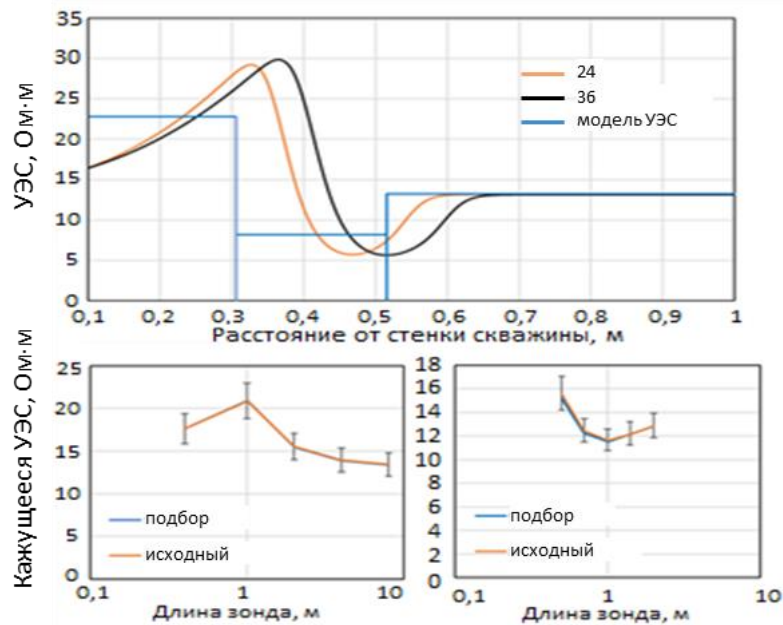 УЭС, Ом·м
35
30
25
20
15
10
5
0
24
36
модель УЭС
0,1 0,2 0,3 0,4 0,5 0,6 0,7 0,8 0,9 1
Расстояние от стенки скважины, м
Кажущееся УЭС, Ом·м
25
20
15
10
5
0
подбор
исходный
0,1 1 10
Длина зонда, м
18
16
14
12
10
8
6
4
2
0
подбор
исходный
0,1 1 10
Длина зонда, м